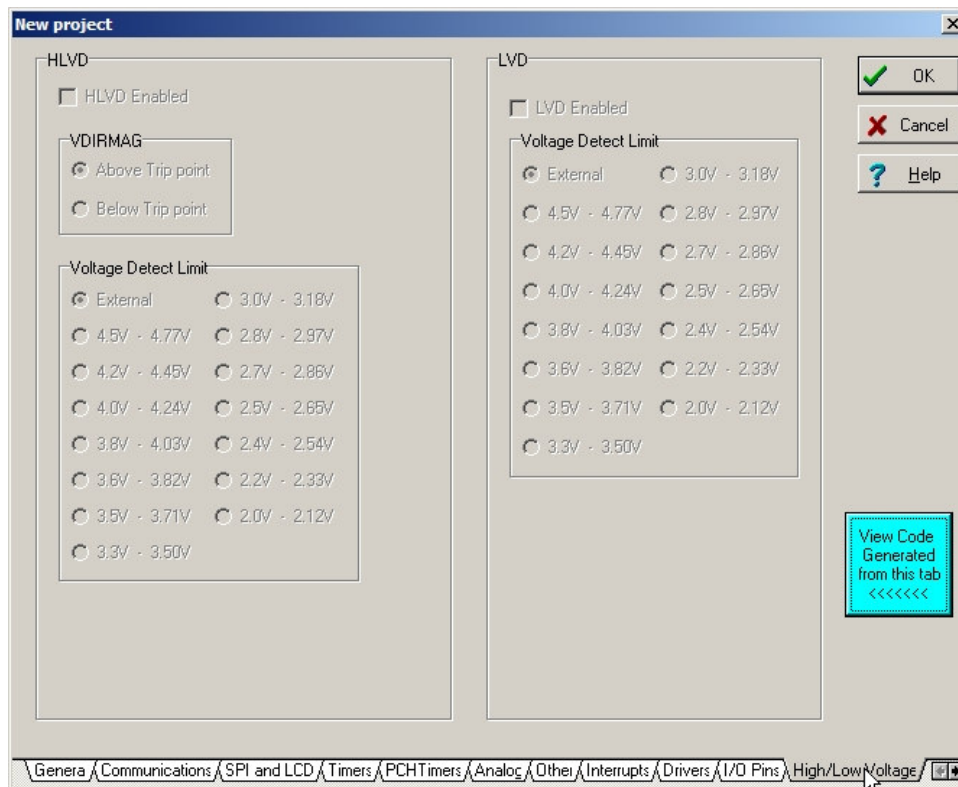 New project
HLVD
HLVD Enabled
VDIRMAG
Above Trip point
Below Trip point
Voltage Detect Limit
External 3.0V - 3.18V
4.5V - 4.77V 2.8V - 2.97V
4.2V - 4.45V 2.7V - 2.86V
4.0V - 4.24V 2.5V - 2.65V
3.8V - 4.03V 2.4V - 2.54V
3.6V - 3.82V 2.2V - 2.33V
3.5V - 3.71V 2.0V - 2.12V
3.3V - 3.50V
LVD
LVD Enabled
Voltage Detect Limit
External 3.0V - 3.18V
4.5V - 4.77V 2.8V - 2.97V
4.2V - 4.45V 2.7V - 2.86V
4.0V - 4.24V 2.5V - 2.65V
3.8V - 4.03V 2.4V - 2.54V
3.6V - 3.82V 2.2V - 2.33V
3.5V - 3.71V 2.0V - 2.12V
3.3V - 3.50V
OK
Cancel
Help
View Code
Generated
from this tab
<<<<<<<
Genera Communications SPI and LCD Timers PCH Timers Analog Other Interrupts Drivers I/O Pins High/Low Voltage